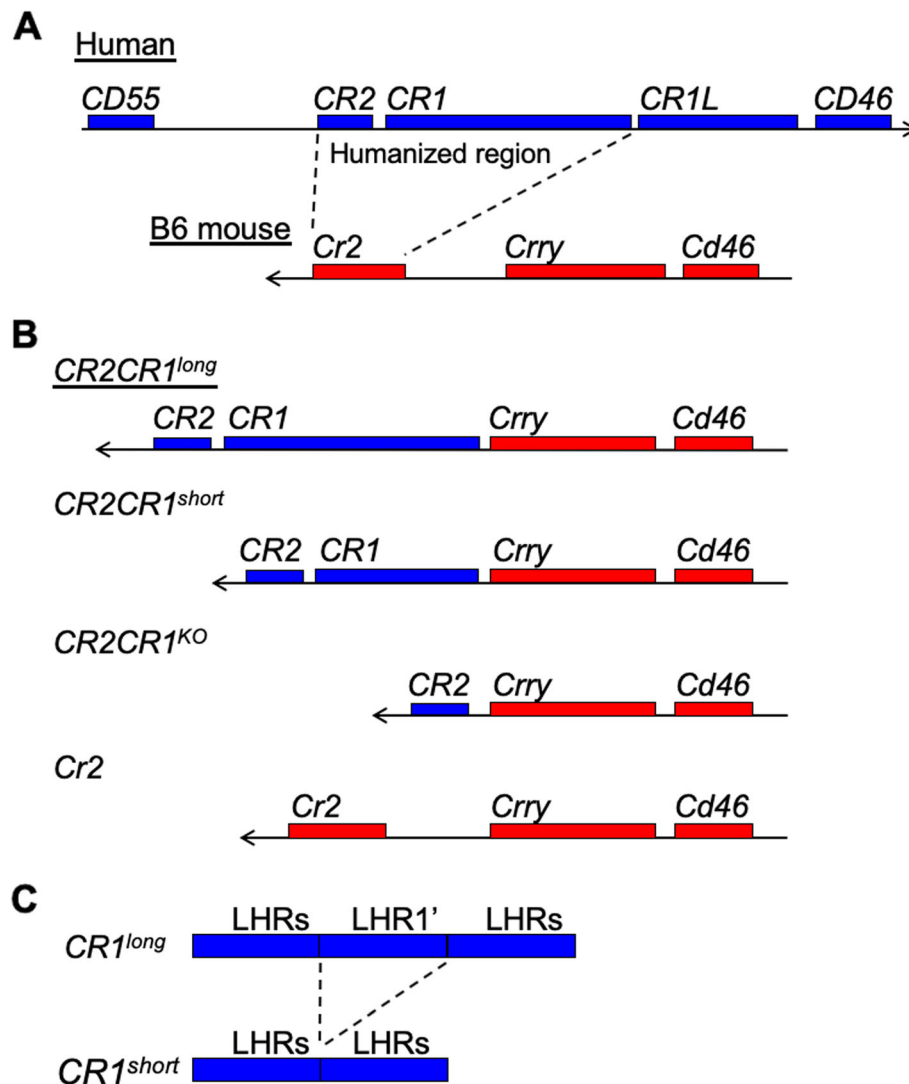 A
Human
CD55 CR2 CR1 CR1L CD46
Humanized region
B6 mouse
Cr2 Crry Cd46
B
CR2CR1long
CR2 CR1 Crry Cd46
CR2CR1short
CR2 CR1 Crry Cd46
CR2CR1KO
CR2 Crry Cd46
Cr2
Cr2 Crry Cd46
C
LHRs LHR1’ LHRs
CR1long
LHRs LHRs
CR1short